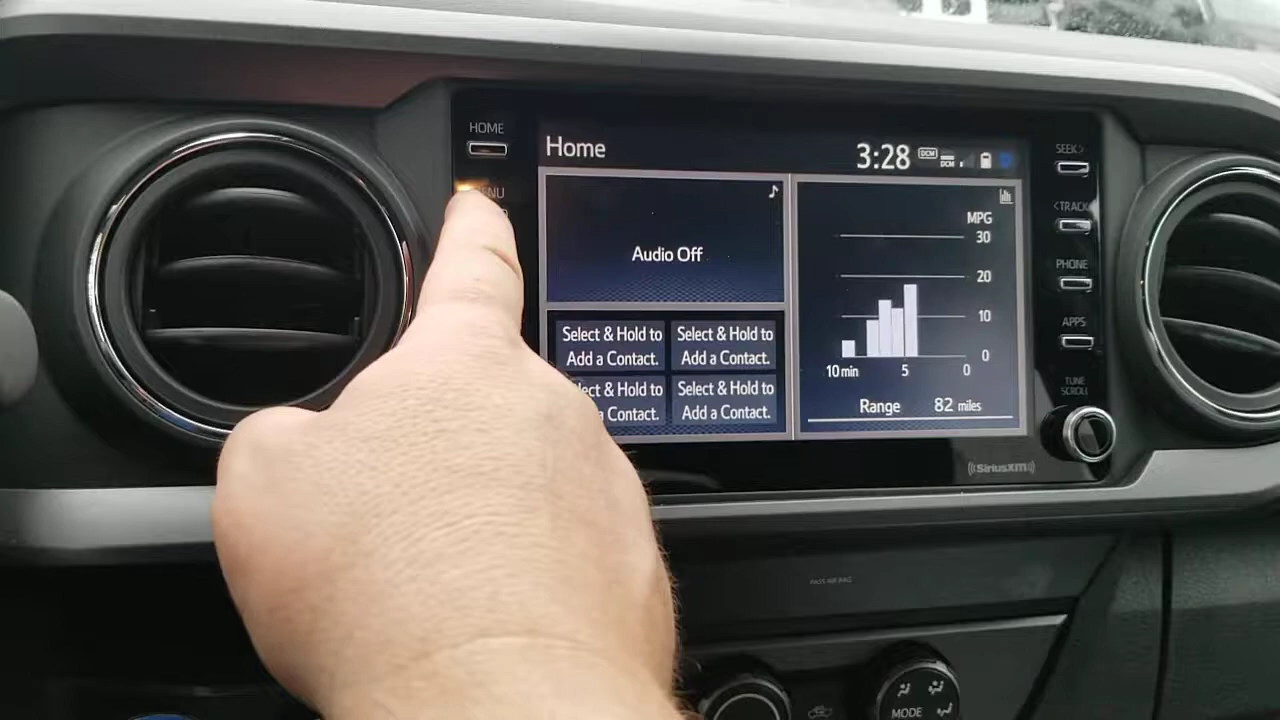 HOME
Home
3:28
DCM
DCM
SEEK>
<TRACK
Audio Off
MPG
30
20
10
0
10 min
5
0
Range
82 miles
Select & Hold to
Add a Contact.
Select & Hold to
Add a Contact.
Select & Hold to
Add a Contact.
PHONE
APPS
TUNE
SCROLL
SiriusXM
MODE